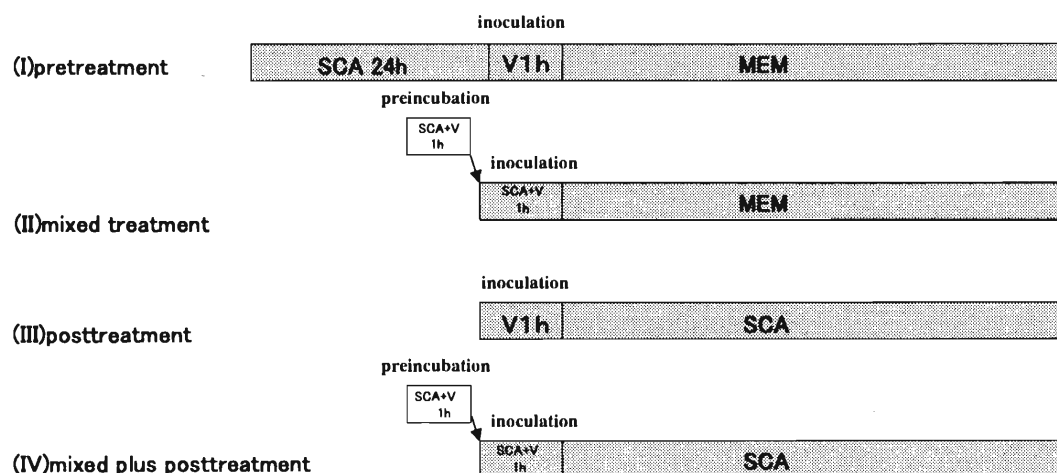 inoculation
(I)pretreatment
SCA 24h
V1h
MEM
preincubation
SCA+V
1h
inoculation
SCA+V
1h
MEM
(II)mixed treatment
inoculation
V1h
SCA
(III)posttreatment
preincubation
SCA+V
1h
inoculation
SCA+V
1h
SCA
(IV)mixed plus posttreatment